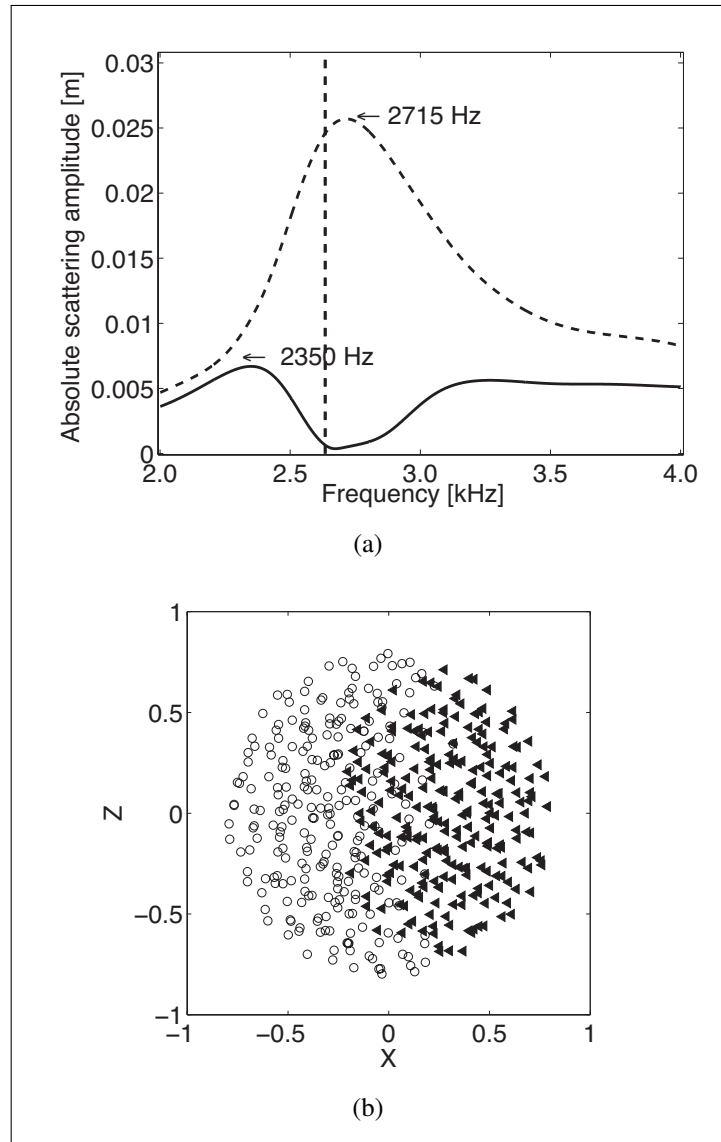 0.03
0.025
0.02
0.015
0.01
0.005
0
Absolute scattering amplitude [m]
← 2715 Hz
← 2350 Hz
2.0 2.5 3.0 3.5 4.0
Frequency [kHz]
(a)
1
0.5
0
−0.5
−1
Z
−1 −0.5 0 0.5 1
X
(b)